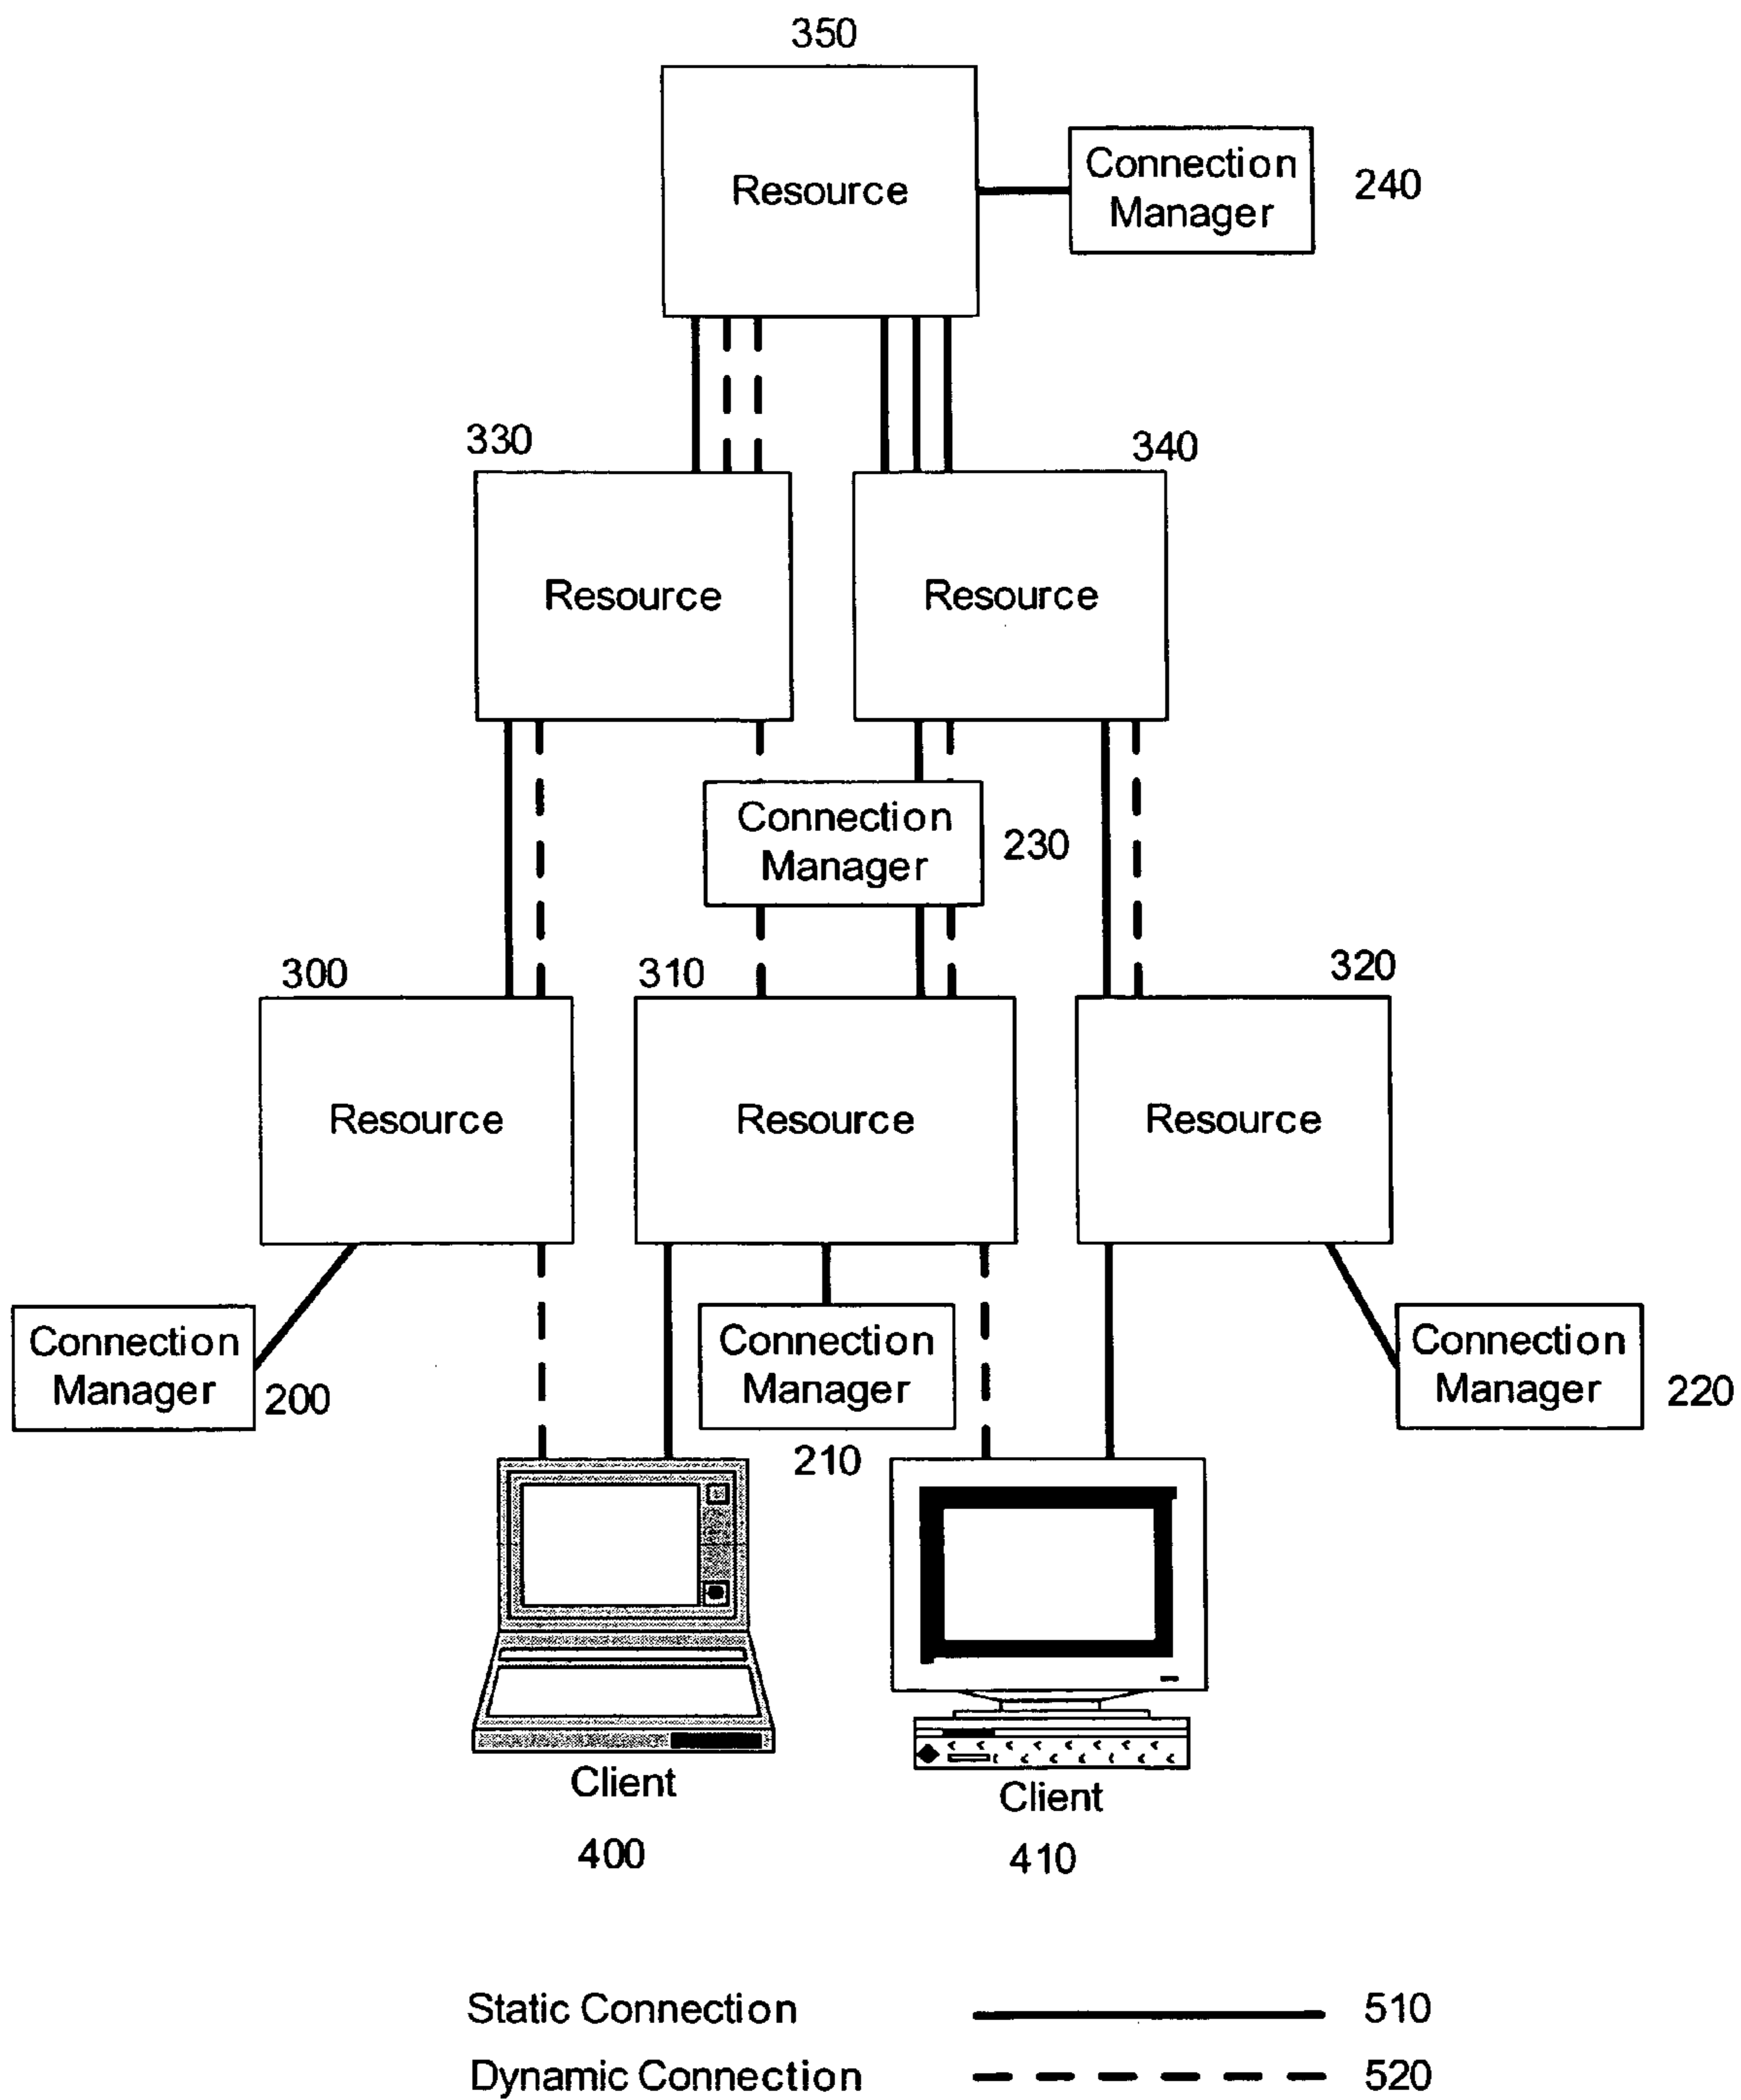 350
Resource
Connection
Manager
240
330
340
Resource
Resource
Connection
Manager
230
300
310
320
Resource
Resource
Resource
Connection
Manager
200
Connection
Manager
210
Connection
Manager
220
Client
400
Client
410
Static Connection
510
Dynamic Connection
520